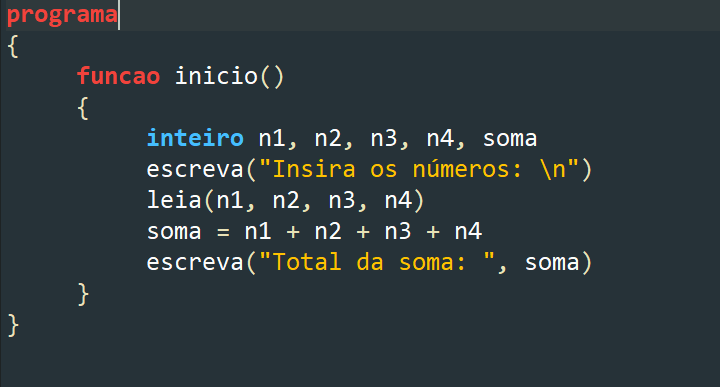 programa
{
funcao inicio()
{
inteiro n1, n2, n3, n4, soma
escreva("Insira os números: \n")
leia(n1, n2, n3, n4)
soma = n1 + n2 + n3 + n4
escreva("Total da soma: ", soma)
}
}